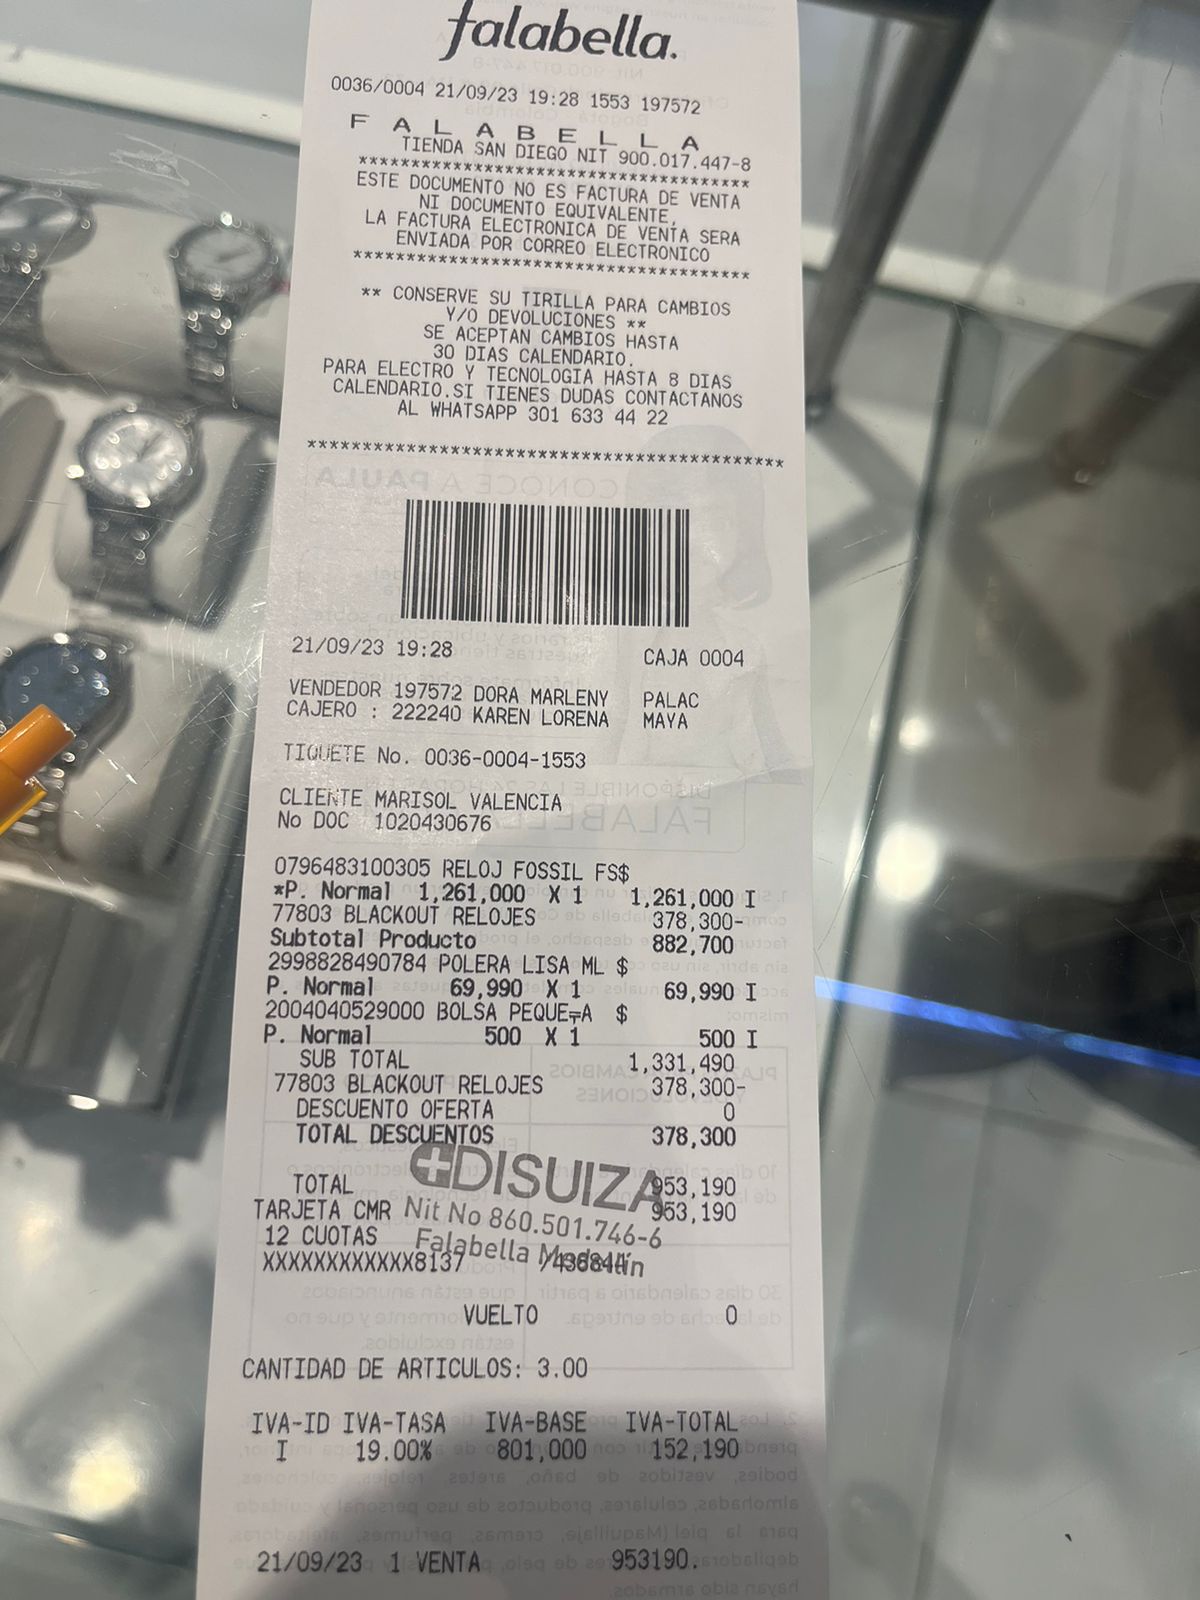 falabella.
0036/0004 21/09/23 19:28 1553 197572
F A L A B E L L A
TIENDA SAN DIEGO NIT 900.017.447-8
**************************************
ESTE DOCUMENTO NO ES FACTURA DE VENTA
NI DOCUMENTO EQUIVALENTE,
LA FACTURA ELECTRONICA DE VENTA SERA
ENVIADA POR CORREO ELECTRONICO
**************************************
** CONSERVE SU TIRILLA PARA CAMBIOS
Y/O DEVOLUCIONES **
SE ACEPTAN CAMBIOS HASTA
30 DIAS CALENDARIO.
PARA ELECTRO Y TECNOLOGIA HASTA 8 DIAS
CALENDARIO.SI TIENES DUDAS CONTACTANOS
AL WHATSAPP 301 633 44 22
******************************************
21/09/23 19:28 CAJA 0004
VENDEDOR 197572 DORA MARLENY PALAC
CAJERO : 222240 KAREN LORENA MAYA
TIQUETE No. 0036-0004-1553
CLIENTE MARISOL VALENCIA
No DOC 1020430676
0796483100305 RELOJ FOSSIL FS$
*P. Normal 1,261,000 X 1 1,261,000 I
77803 BLACKOUT RELOJES 378,300-
Subtotal Producto 882,700
2998828490784 POLERA LISA ML $
P. Normal 69,990 X 1 69,990 I
2004040529000 BOLSA PEQUE╤A $
P. Normal 500 X 1 500 I
SUB TOTAL 1,331,490
77803 BLACKOUT RELOJES 378,300-
DESCUENTO OFERTA 0
TOTAL DESCUENTOS 378,300
DISUIZA
TOTAL 953,190
TARJETA CMR 953,190
Nit No 860.501.746-6
12 CUOTAS
Falabella Medellín
XXXXXXXXXXXX8137
VUELTO 0
CANTIDAD DE ARTICULOS: 3.00
IVA-ID IVA-TASA IVA-BASE IVA-TOTAL
I 19.00% 801,000 152,190
21/09/23 1 VENTA 953190.